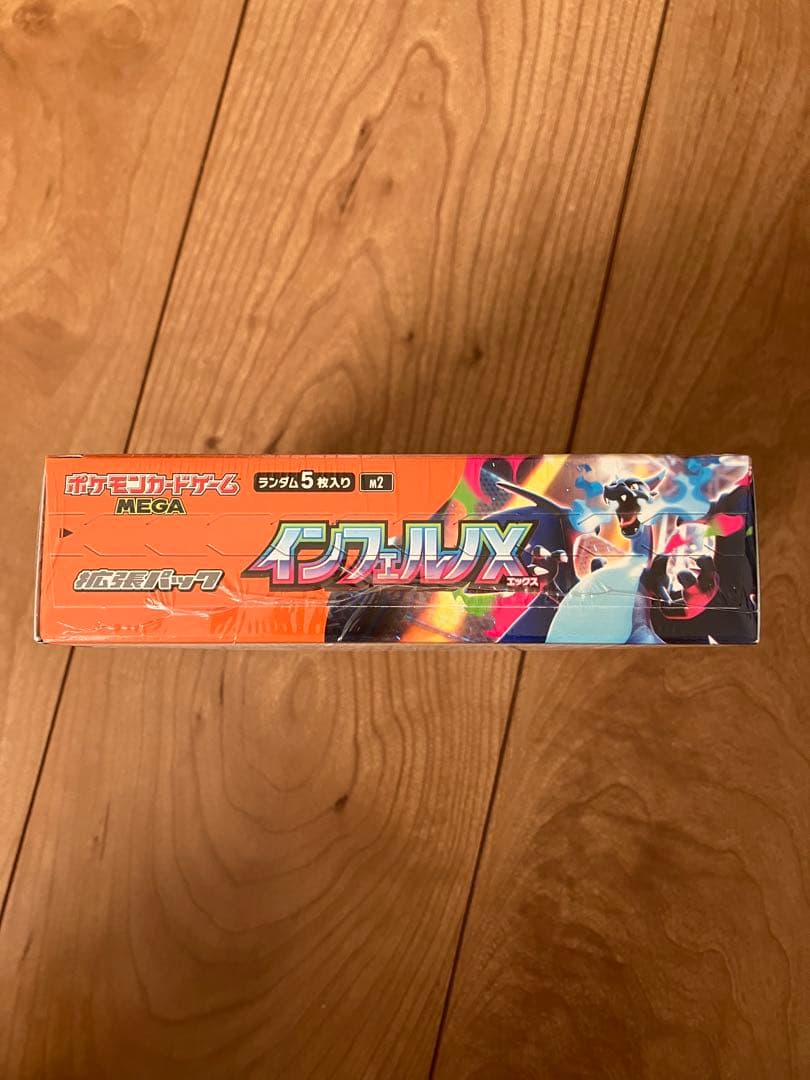 ポケモンカードゲーム
MEGA
ランダム5枚入り
M2
拡張パック
インフェルノX
エックス